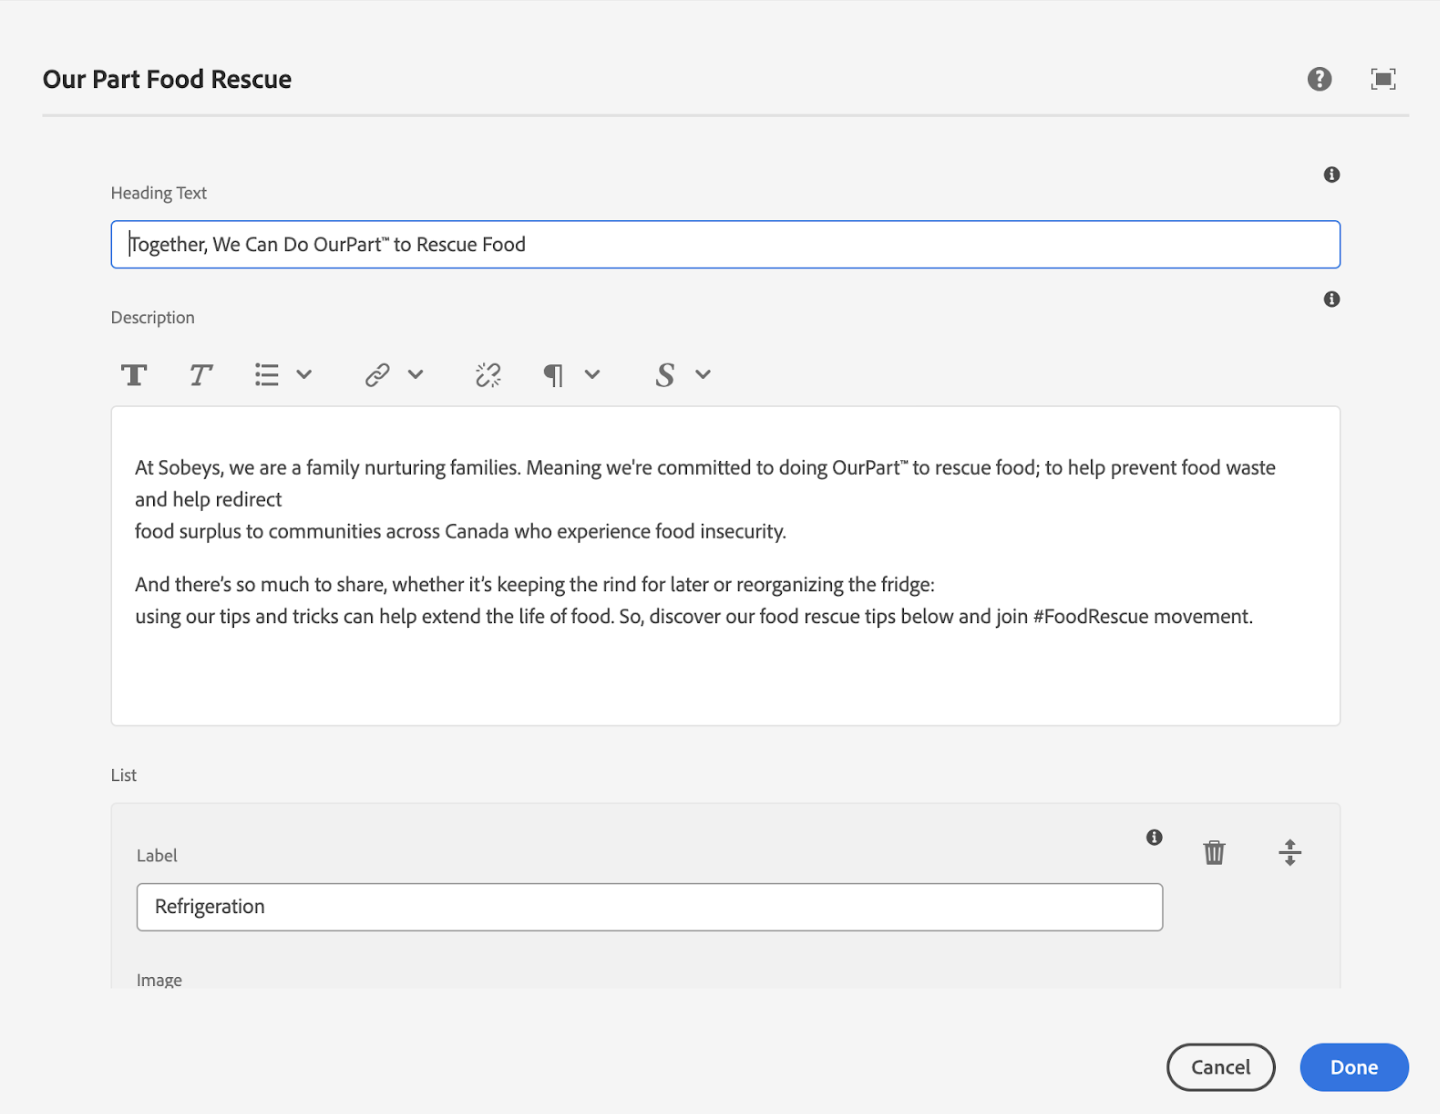 Our Part Food Rescue
Heading Text
Together, We Can Do OurPart™ to Rescue Food
Description
At Sobeys, we are a family nurturing families. Meaning we're committed to doing OurPart™ to rescue food; to help prevent food waste
and help redirect
food surplus to communities across Canada who experience food insecurity.
And there’s so much to share, whether it’s keeping the rind for later or reorganizing the fridge:
using our tips and tricks can help extend the life of food. So, discover our food rescue tips below and join #FoodRescue movement.
List
Label
Refrigeration
Image
Cancel
Done